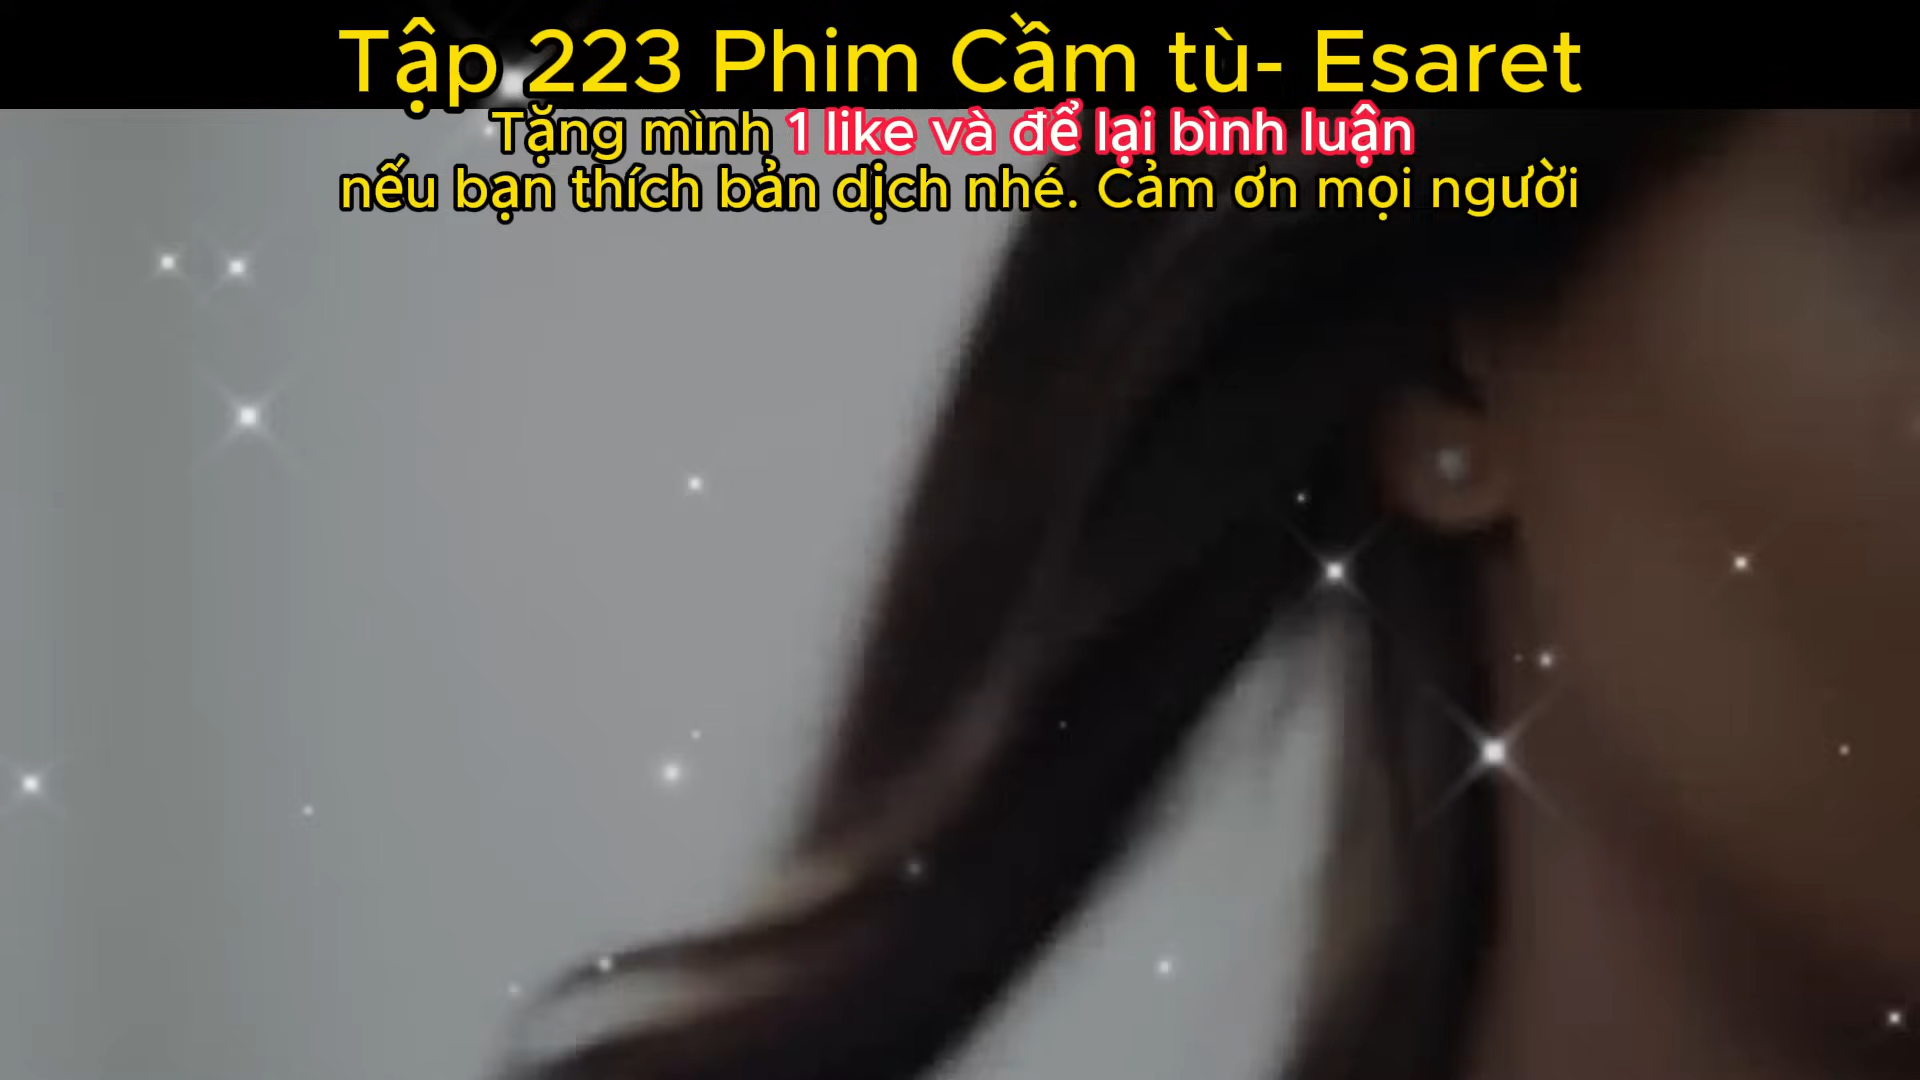 Tập 223 Phim Cầm tù- Esaret
Tặng mình 1 like và để lại bình luận
nếu bạn thích bản dịch nhé. Cảm ơn mọi người